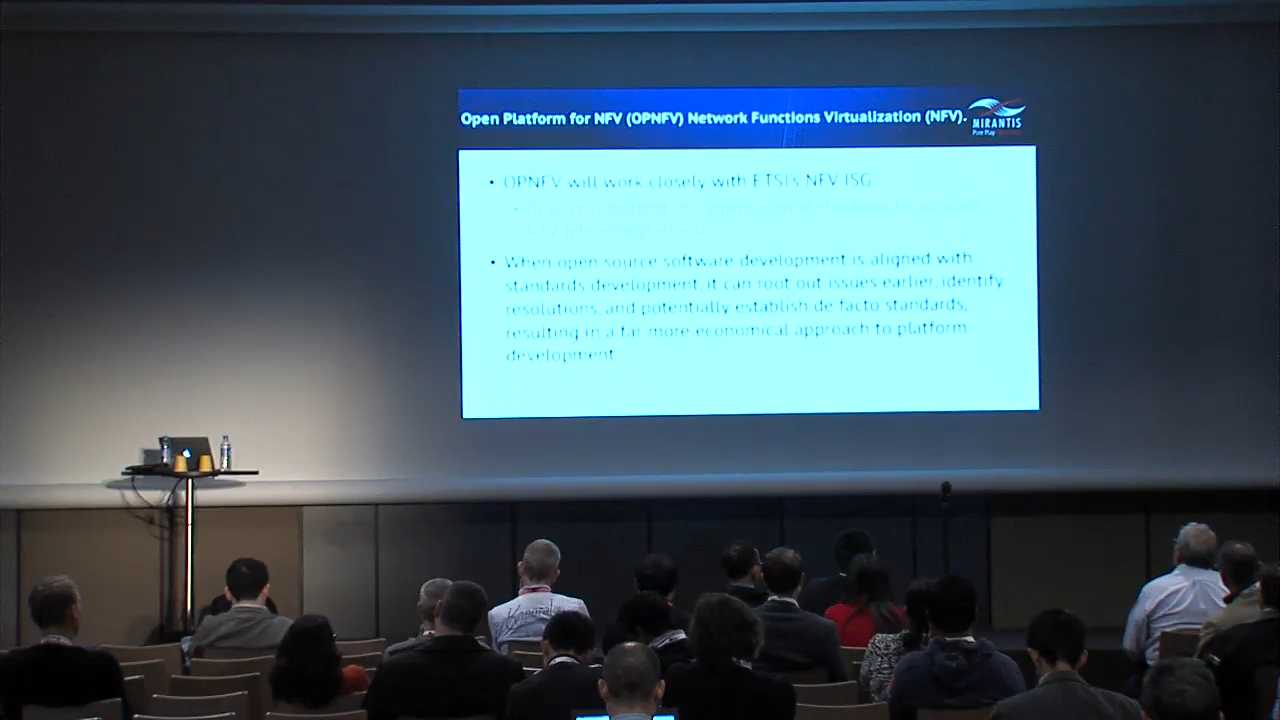 Open Platform for NFV (OPNFV) Network Functions Virtualization (NFV).
MIRANTIS
Pure Play
• OPNFV will work closely with ETSI's NFV ISG
• When open source software development is aligned with
standards development, it can root out issues earlier, identify
resolutions, and potentially establish de facto standards,
resulting in a far more economical approach to platform
development